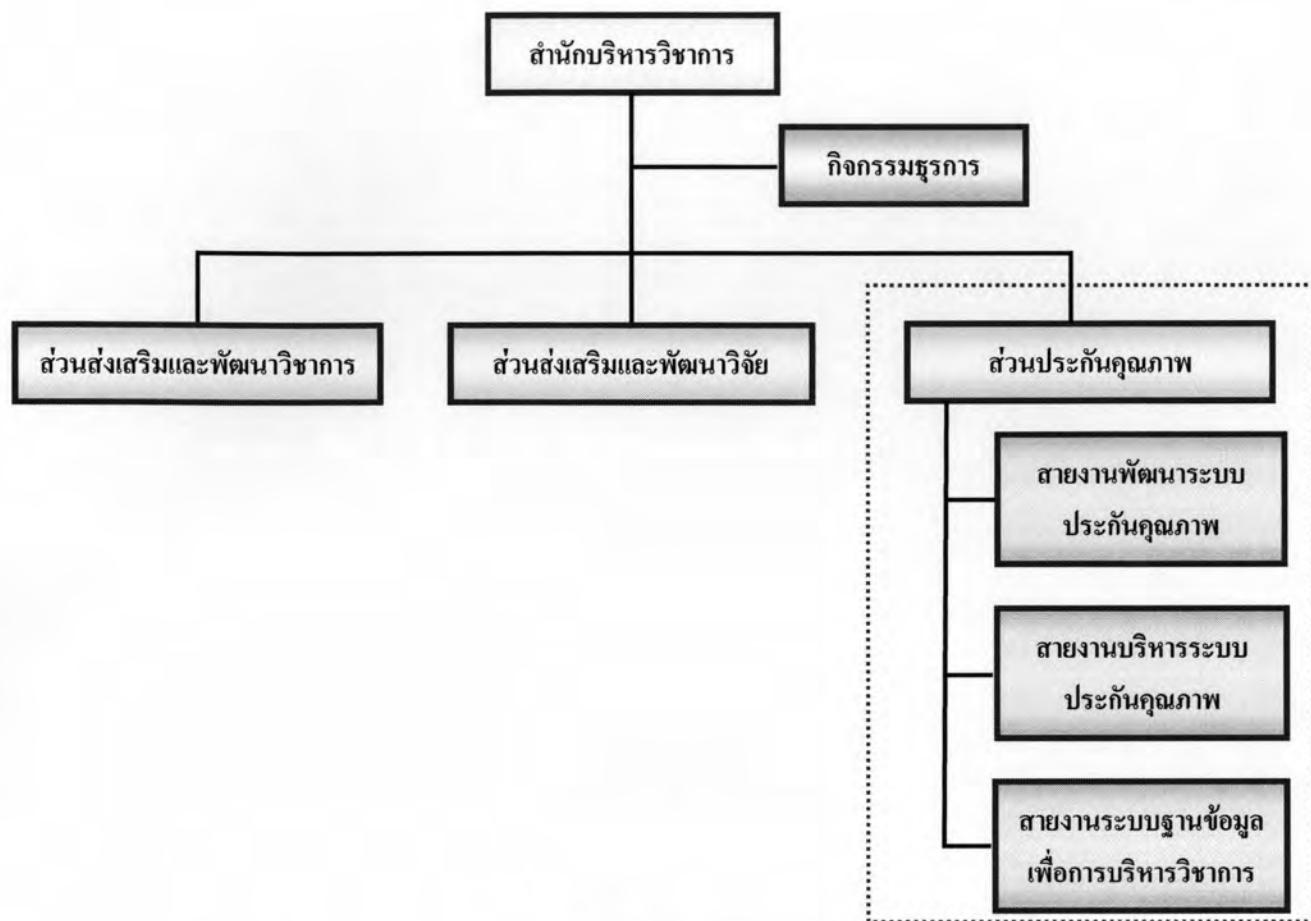 สำนักบริหารวิชาการ
กิจกรรมธุรการ
ส่วนส่งเสริมและพัฒนาวิชาการ
ส่วนส่งเสริมและพัฒนาวิจัย
ส่วนประกันคุณภาพ
สายงานพัฒนาระบบ
ประกันคุณภาพ
สายงานบริหารระบบ
ประกันคุณภาพ
สายงานระบบฐานข้อมูล
เพื่อการบริหารวิชาการ